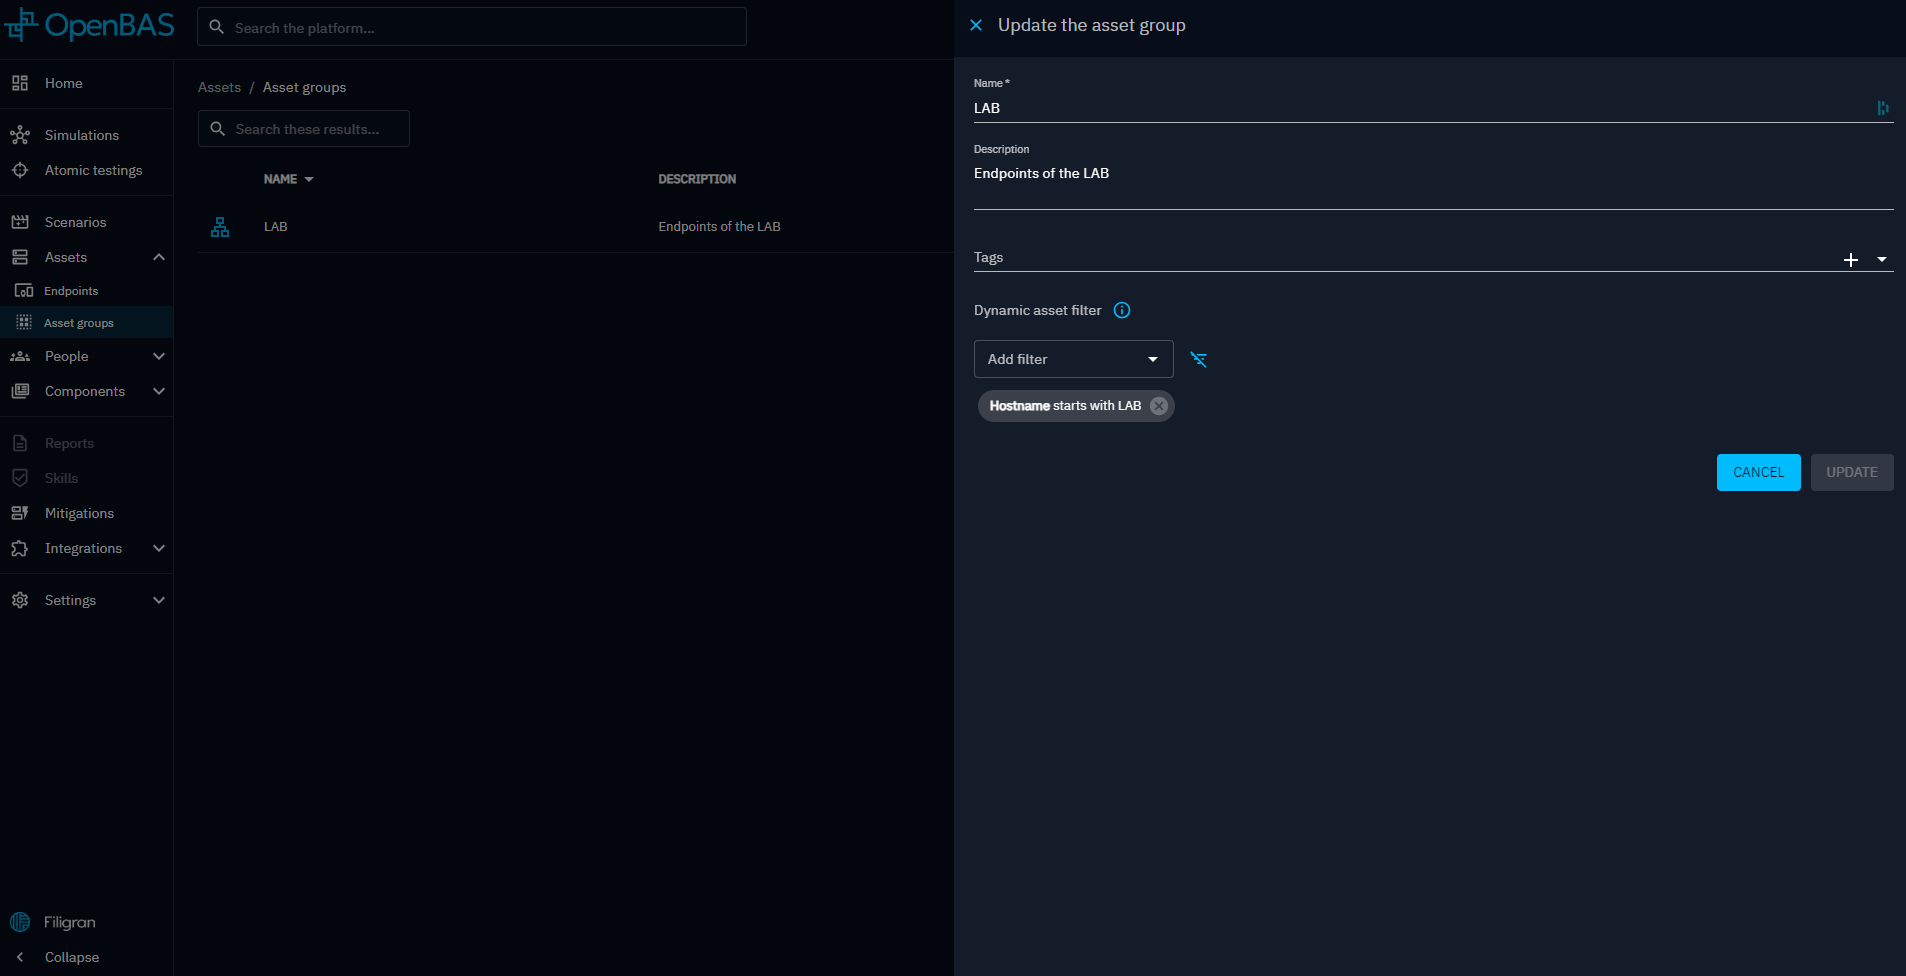 OpenBAS
Search the platform...
Home
Simulations
Atomic testings
Scenarios
Assets
Endpoints
Asset groups
People
Components
Reports
Skills
Mitigations
Integrations
Settings
Filigran
Collapse
Assets / Asset groups
Search these results...
NAME DESCRIPTION
LAB Endpoints of the LAB
Update the asset group
Name *
LAB
Description
Endpoints of the LAB
Tags
Dynamic asset filter
Add filter
Hostname starts with LAB
CANCEL UPDATE